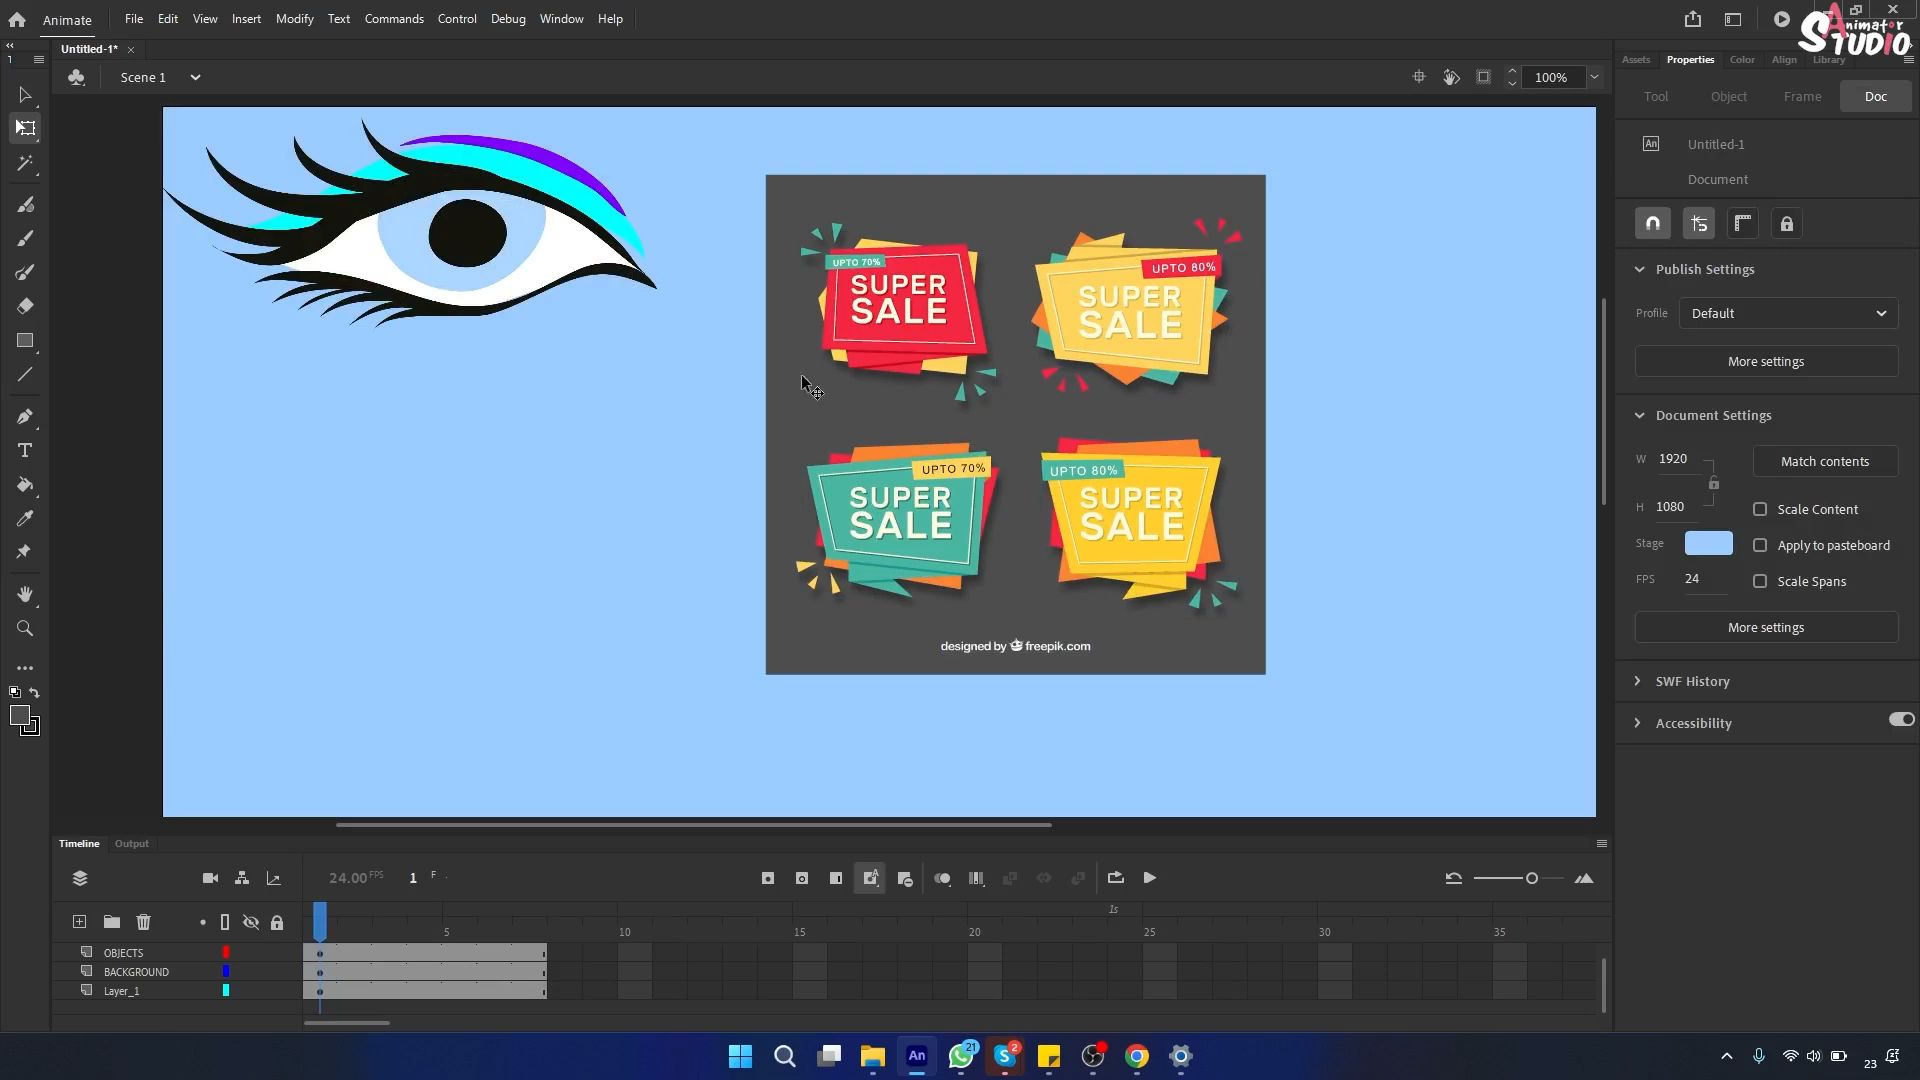 Animate
File Edit View Insert Modify Text Commands Control Debug Window Help
Animator
STUDIO
Untitled-1*
1
Assets Properties Color Align Library
Scene 1
100%
Tool Object Frame Doc
An Untitled-1
Document
Publish Settings
Profile Default
More settings
Document Settings
W 1920 Match contents
H 1080 Scale Content
Stage Apply to pasteboard
FPS 24 Scale Spans
More settings
SWF History
Accessibility
UPTO 70%
SUPER
SALE
UPTO 80%
SUPER
SALE
UPTO 70%
SUPER
SALE
UPTO 80%
SUPER
SALE
designed by freepik.com
Timeline Output
24.00 FPS 1 F
1s
5 10 15 20 25 30 35
OBJECTS
BACKGROUND
Layer_1
An 21 2 23